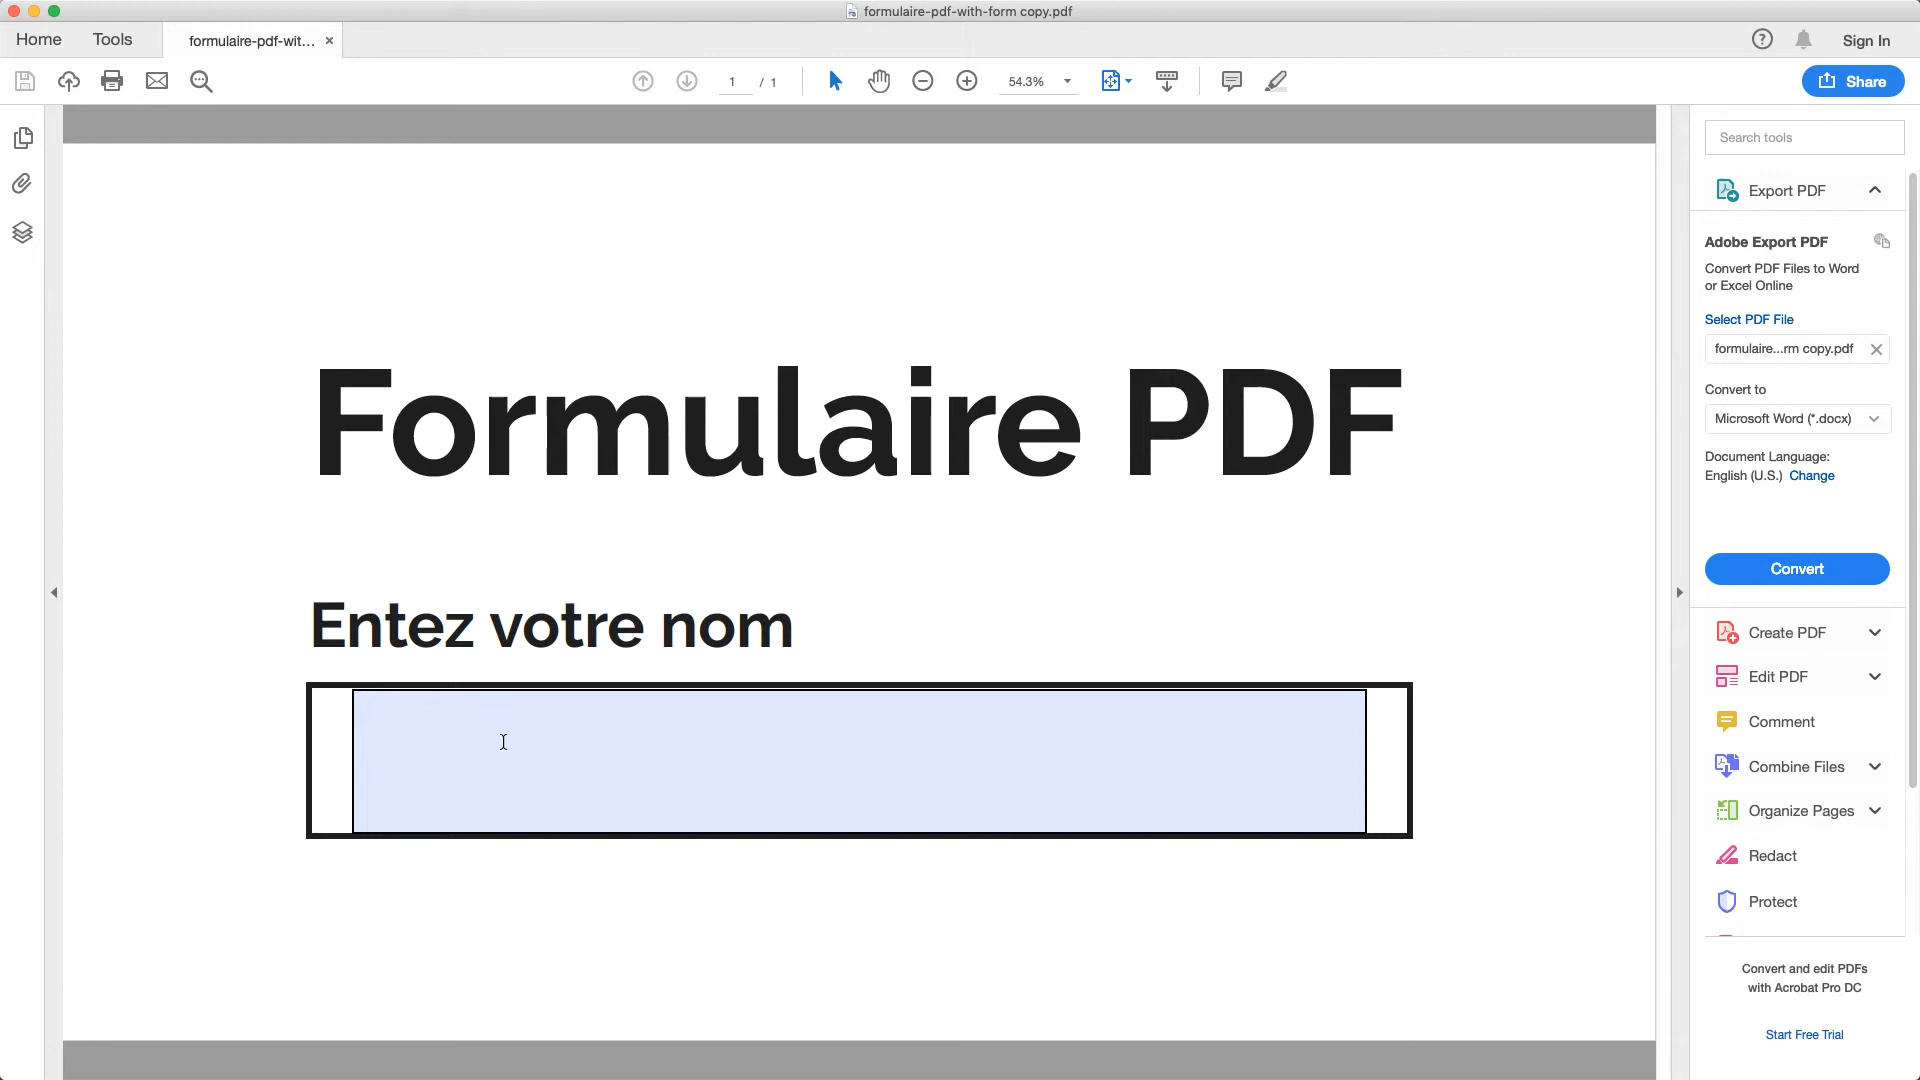 formulaire-pdf-with-form copy.pdf
Home
Tools
formulaire-pdf-wit... ×
Sign In
1 / 1
54.3%
Share
Search tools
Export PDF
Adobe Export PDF
Convert PDF Files to Word
or Excel Online
Select PDF File
formulaire...rm copy.pdf
Convert to
Microsoft Word (*.docx)
Document Language:
English (U.S.) Change
Convert
Create PDF
Edit PDF
Comment
Combine Files
Organize Pages
Redact
Protect
Convert and edit PDFs
with Acrobat Pro DC
Start Free Trial
Formulaire PDF
Entez votre nom